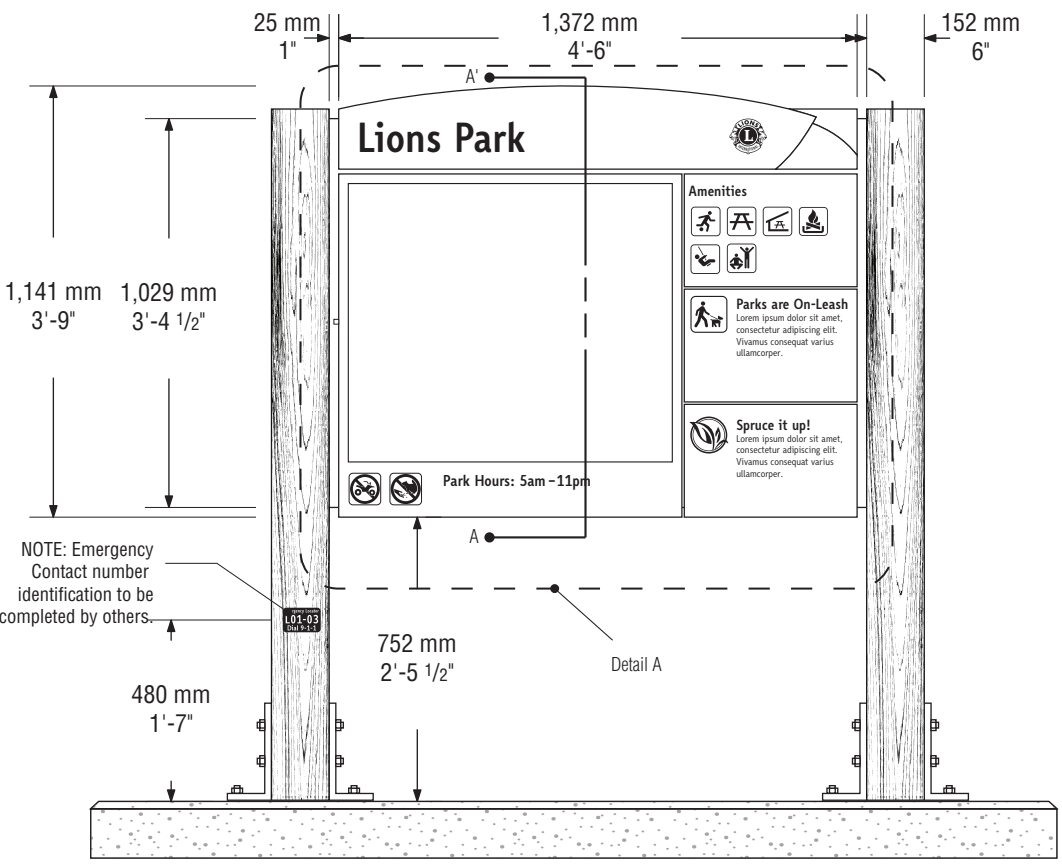 25 mm
1"
1,372 mm
4'-6"
152 mm
6"
A'
Lions Park
LIONS
L
INTERNATIONAL
Amenities
1,141 mm
3'-9"
1,029 mm
3'-4 1/2"
Parks are On-Leash
Lorem ipsum dolor sit amet,
consectetur adipiscing elit.
Vivamus consequat varius
ullamcorper.
Spruce it up!
Lorem ipsum dolor sit amet,
consectetur adipiscing elit.
Vivamus consequat varius
ullamcorper.
Park Hours: 5am – 11pm
A
NOTE: Emergency
Contact number
identification to be
completed by others.
Locator
L01-03
Dial 9-1-1
752 mm
2'-5 1/2"
Detail A
480 mm
1'-7"